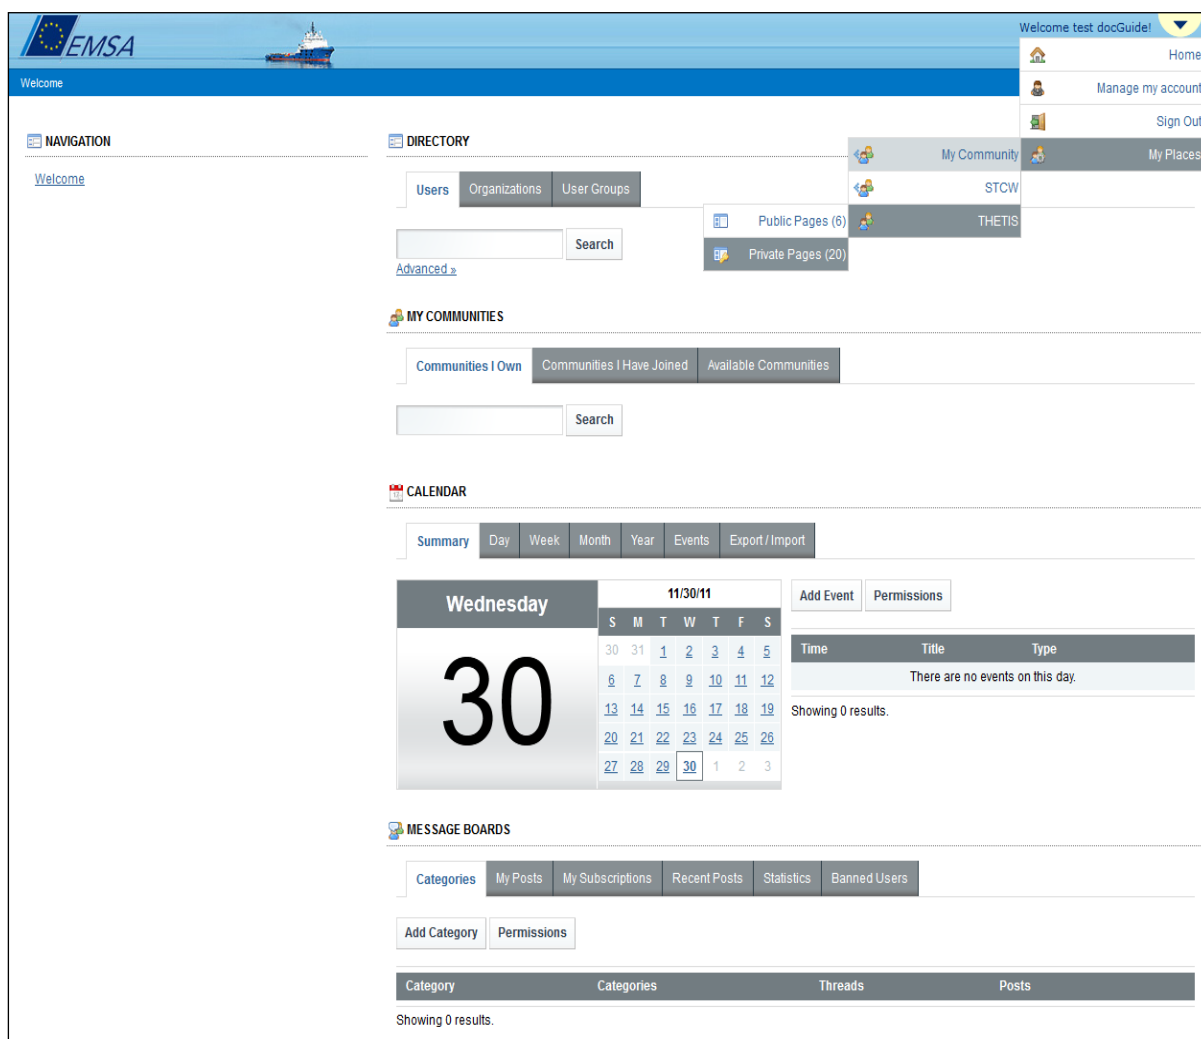 EMSA
Welcome test docGuide!
Home
Welcome
Manage my account
Sign Out
My Places
My Community
STCW
THETIS
Public Pages (6)
Private Pages (20)
NAVIGATION
Welcome
DIRECTORY
Users Organizations User Groups
Search
Advanced »
MY COMMUNITIES
Communities I Own Communities I Have Joined Available Communities
Search
CALENDAR
Summary Day Week Month Year Events Export / Import
Wednesday
30
11/30/11
S M T W T F S
30 31 1 2 3 4 5
6 7 8 9 10 11 12
13 14 15 16 17 18 19
20 21 22 23 24 25 26
27 28 29 30 1 2 3
Add Event Permissions
Time Title Type
There are no events on this day.
Showing 0 results.
MESSAGE BOARDS
Categories My Posts My Subscriptions Recent Posts Statistics Banned Users
Add Category Permissions
Category Categories Threads Posts
Showing 0 results.